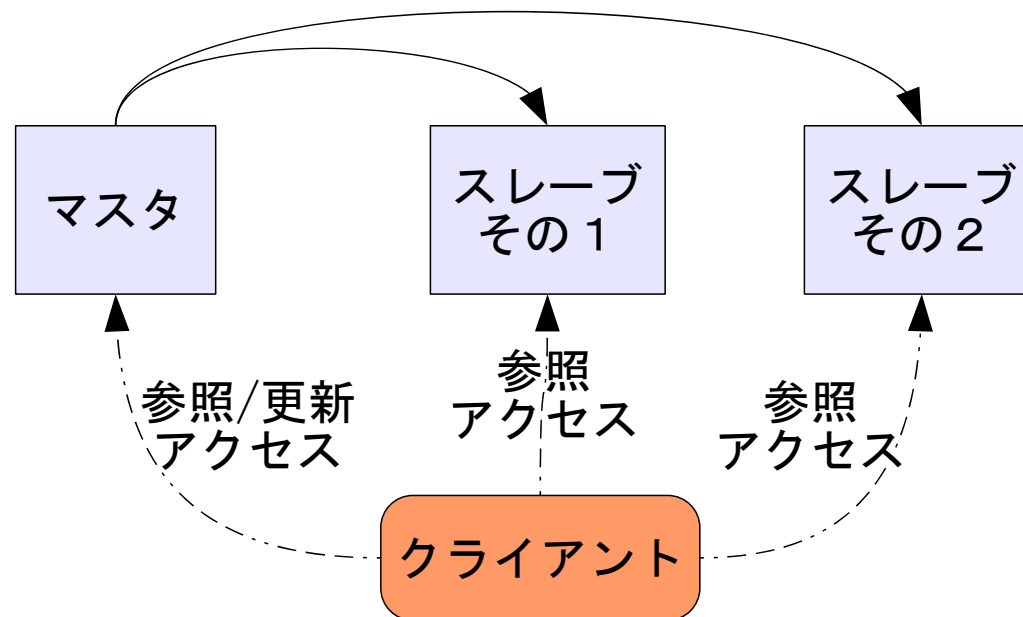 マスタ
スレーブ
その１
スレーブ
その２
参照/更新
アクセス
参照
アクセス
参照
アクセス
クライアント